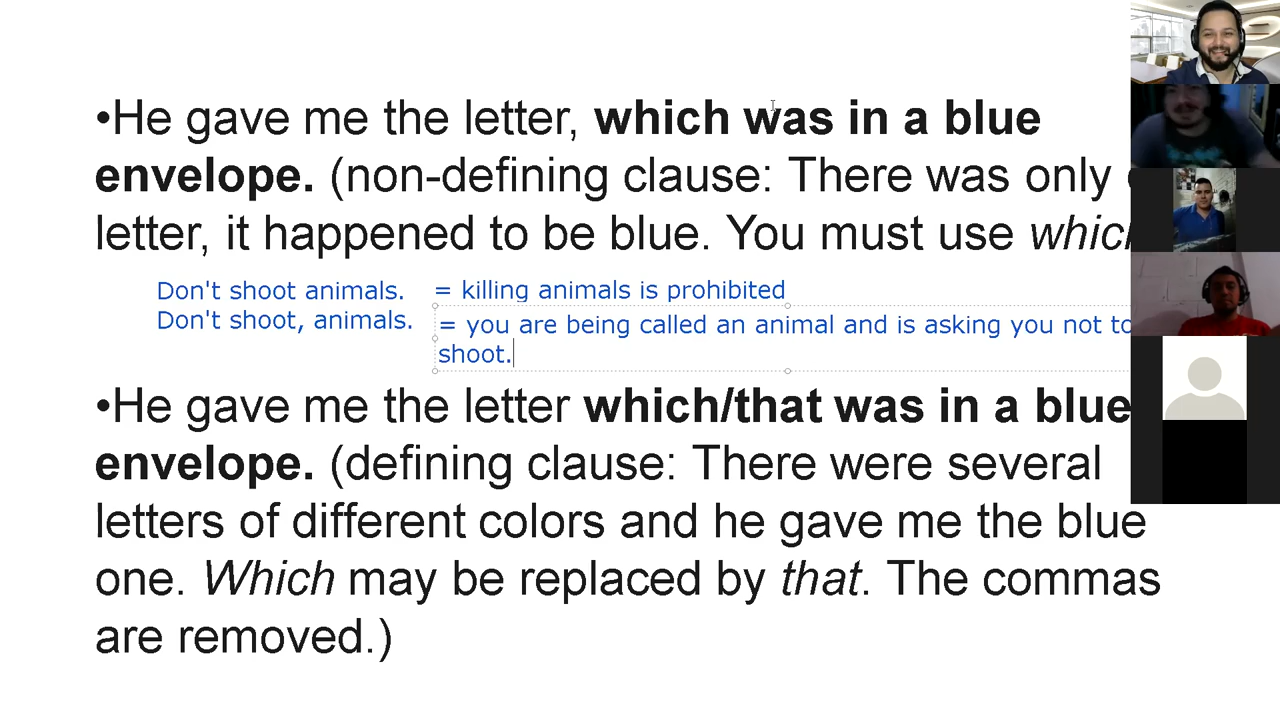 •He gave me the letter, which was in a blue
envelope. (non-defining clause: There was only
letter, it happened to be blue. You must use
Don't shoot animals. = killing animals is prohibited
Don't shoot, animals. = you are being called an animal and is asking you not to
shoot.
•He gave me the letter which/that was in a blue
envelope. (defining clause: There were several
letters of different colors and he gave me the blue
one. Which may be replaced by that. The commas
are removed.)